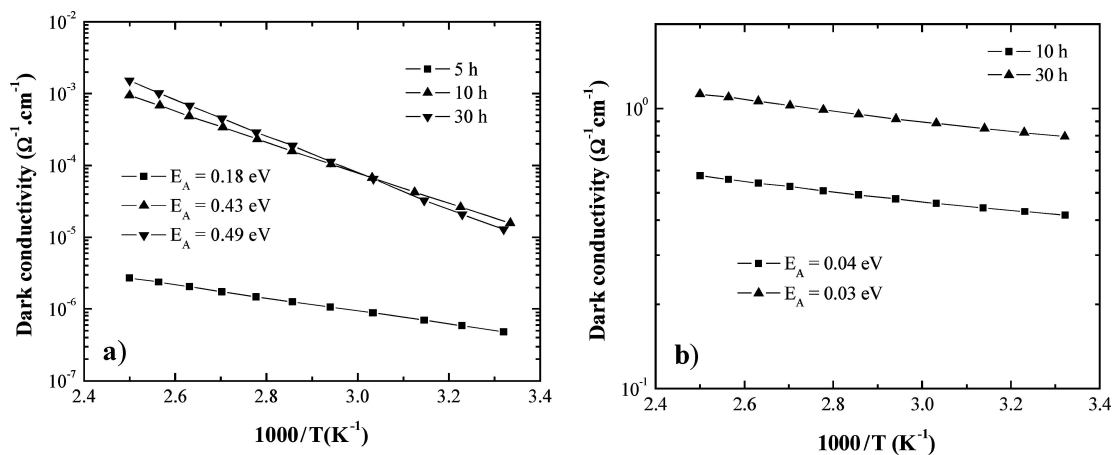 10⁻²
10⁻³
10⁻⁴
10⁻⁵
10⁻⁶
10⁻⁷
Dark conductivity (Ω⁻¹.cm⁻¹)
5 h
10 h
30 h
E_A = 0.18 eV
E_A = 0.43 eV
E_A = 0.49 eV
a)
2.4 2.6 2.8 3.0 3.2 3.4
1000/T(K⁻¹)
10⁰
10⁻¹
Dark conductivity (Ω⁻¹cm⁻¹)
10 h
30 h
E_A = 0.04 eV
E_A = 0.03 eV
b)
2.4 2.6 2.8 3.0 3.2 3.4
1000/T (K⁻¹)